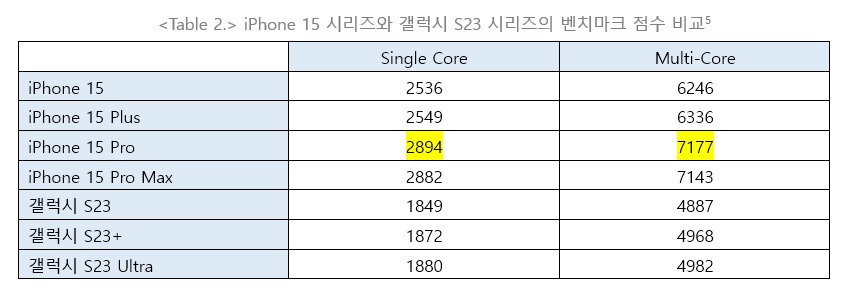 <Table 2.> iPhone 15 시리즈와 갤럭시 S23 시리즈의 벤치마크 점수 비교5
Single Core Multi-Core
iPhone 15 2536 6246
iPhone 15 Plus 2549 6336
iPhone 15 Pro 2894 7177
iPhone 15 Pro Max 2882 7143
갤럭시 S23 1849 4887
갤럭시 S23+ 1872 4968
갤럭시 S23 Ultra 1880 4982